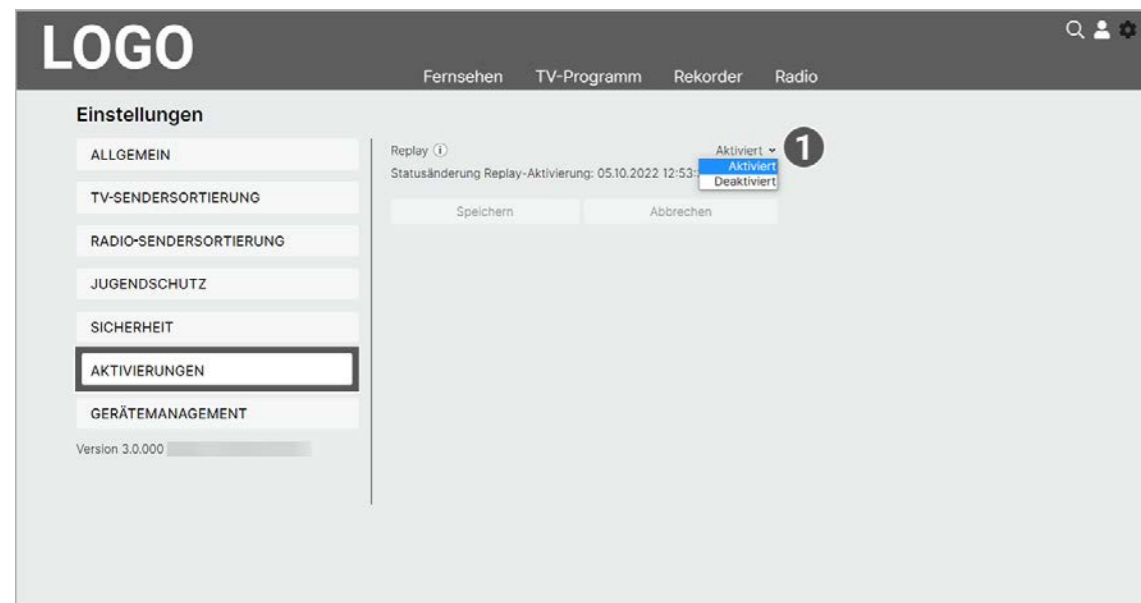 LOGO
Fernsehen TV-Programm Rekorder Radio
Einstellungen
ALLGEMEIN
TV-SENDERSORTIERUNG
RADIO-SENDERSORTIERUNG
JUGENDSCHUTZ
SICHERHEIT
AKTIVIERUNGEN
GERÄTEMANAGEMENT
Version 3.0.000
Replay i Aktiviert 1
Aktiviert
Statusänderung Replay-Aktivierung: 05.10.2022 12:53:
Deaktiviert
Speichern Abbrechen